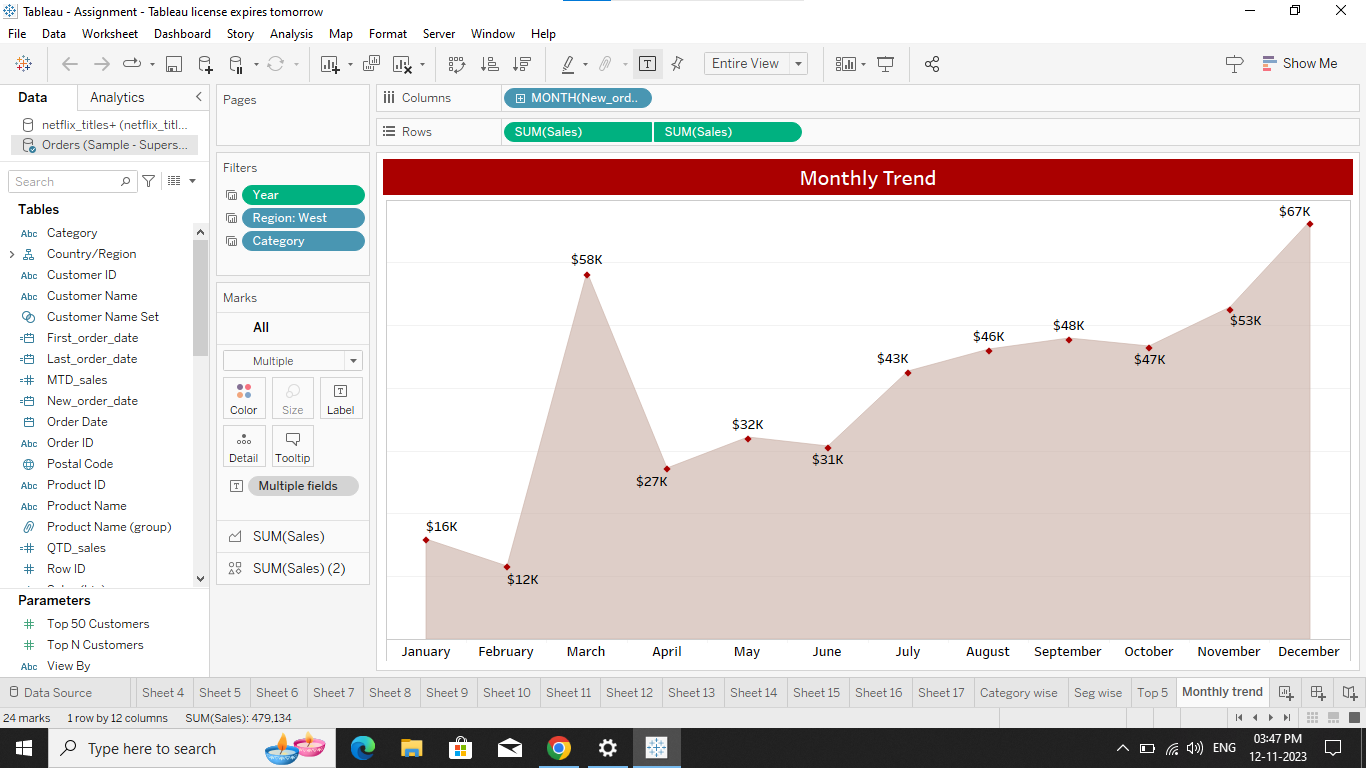 Tableau - Assignment - Tableau license expires tomorrow
File Data Worksheet Dashboard Story Analysis Map Format Server Window Help
Entire View
Show Me
Data Analytics
netflix_titles+ (netflix_titl...
Orders (Sample - Supers...
Search
Tables
Abc Category
Country/Region
Abc Customer ID
Abc Customer Name
Customer Name Set
First_order_date
Last_order_date
MTD_sales
New_order_date
Order Date
Abc Order ID
Postal Code
Abc Product ID
Abc Product Name
Product Name (group)
QTD_sales
Abc Row ID
Parameters
# Top 50 Customers
# Top N Customers
Abc View By
Pages
Filters
Year
Region: West
Category
Marks
All
Multiple
Color Size Label
Detail Tooltip
Multiple fields
SUM(Sales)
SUM(Sales) (2)
Columns MONTH(New_ord..
Rows SUM(Sales) SUM(Sales)
Monthly Trend
$16K
$12K
$58K
$27K
$32K
$31K
$43K
$46K
$48K
$47K
$53K
$67K
January February March April May June July August September October November December
Data Source Sheet 4 Sheet 5 Sheet 6 Sheet 7 Sheet 8 Sheet 9 Sheet 10 Sheet 11 Sheet 12 Sheet 13 Sheet 14 Sheet 15 Sheet 16 Sheet 17 Category wise Seg wise Top 5 Monthly trend
24 marks 1 row by 12 columns SUM(Sales): 479,134
Type here to search
ENG
03:47 PM
12-11-2023